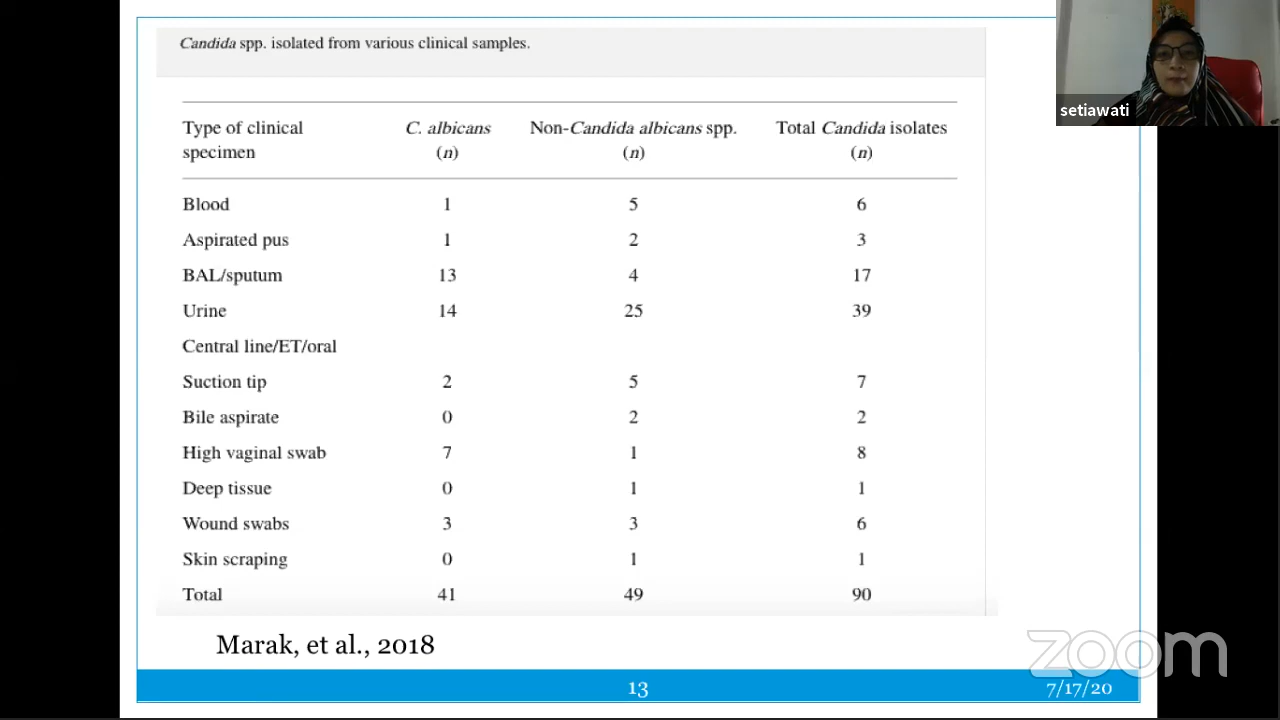 Candida spp. isolated from various clinical samples.
setiawati
Type of clinical specimen C. albicans (n) Non-Candida albicans spp. (n) Total Candida isolates (n)
Blood 1 5 6
Aspirated pus 1 2 3
BAL/sputum 13 4 17
Urine 14 25 39
Central line/ET/oral
Suction tip 2 5 7
Bile aspirate 0 2 2
High vaginal swab 7 1 8
Deep tissue 0 1 1
Wound swabs 3 3 6
Skin scraping 0 1 1
Total 41 49 90
Marak, et al., 2018
zoom
13 7/17/20